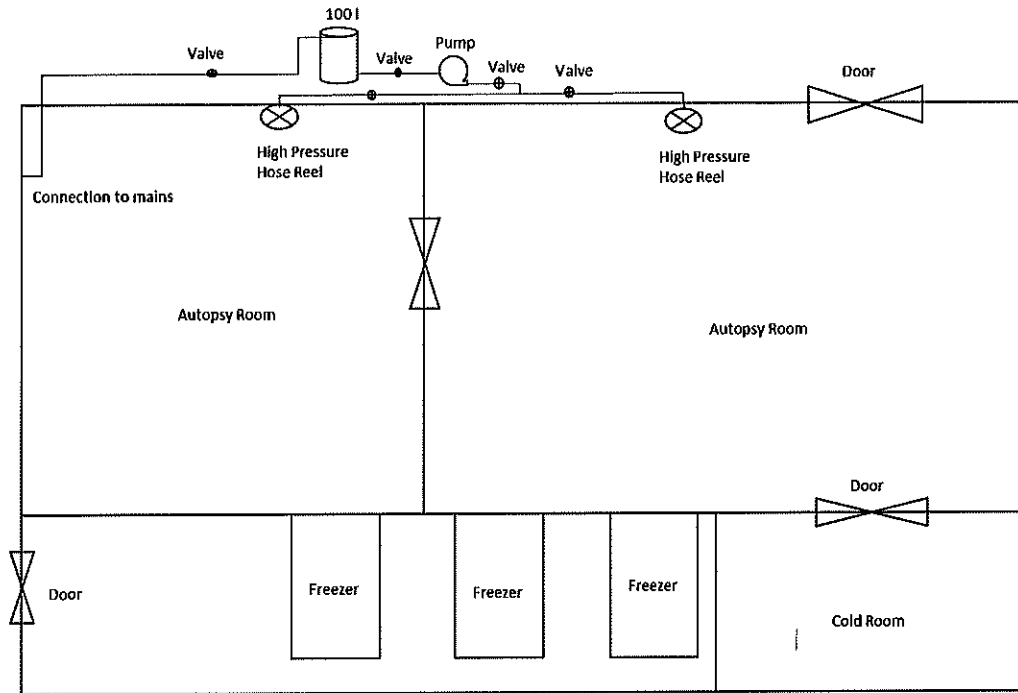 100 l
Pump
Valve
Valve
Valve
Valve
Door
High Pressure
Hose Reel
High Pressure
Hose Reel
Connection to mains
Autopsy Room
Autopsy Room
Door
Freezer
Freezer
Freezer
Door
Cold Room